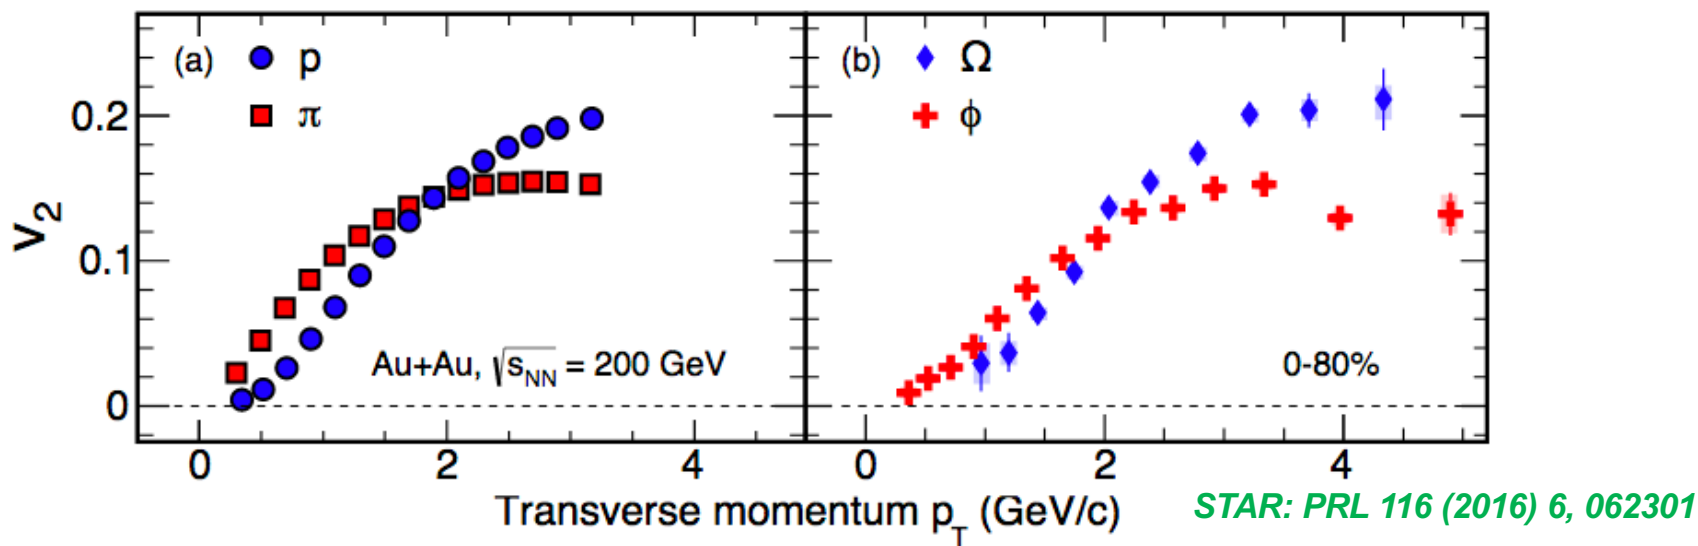 (a) p
π
(b) Ω
ϕ
0.2
0.1
0
v2
Au+Au, √sNN = 200 GeV
0-80%
0 2 4
0 2 4
Transverse momentum pT (GeV/c)
STAR: PRL 116 (2016) 6, 062301